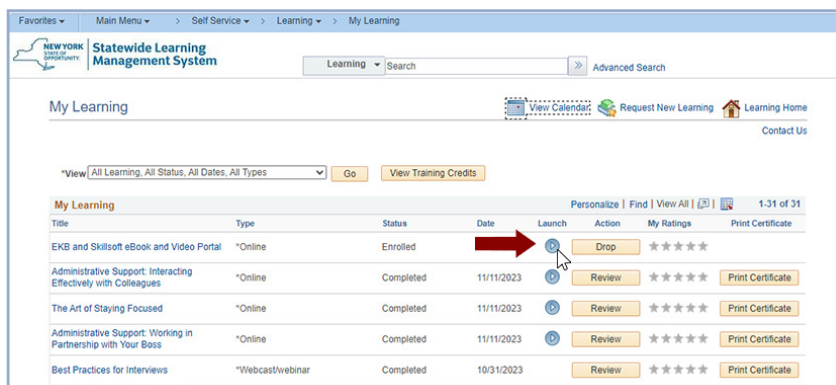 Favorites Main Menu > Self Service > Learning > My Learning
NEW YORK
STATE OF
OPPORTUNITY.
Statewide Learning
Management System
Learning Search » Advanced Search
My Learning
View Calendar Request New Learning Learning Home
Contact Us
*View All Learning, All Status, All Dates, All Types Go View Training Credits
My Learning Personalize | Find | View All | | 1-31 of 31
Title Type Status Date Launch Action My Ratings Print Certificate
EKB and Skillsoft eBook and Video Portal *Online Enrolled Drop
Administrative Support: Interacting
Effectively with Colleagues *Online Completed 11/11/2023 Review Print Certificate
The Art of Staying Focused *Online Completed 11/11/2023 Review Print Certificate
Administrative Support: Working in
Partnership with Your Boss *Online Completed 11/11/2023 Review Print Certificate
Best Practices for Interviews *Webcast/webinar Completed 10/31/2023 Review Print Certificate